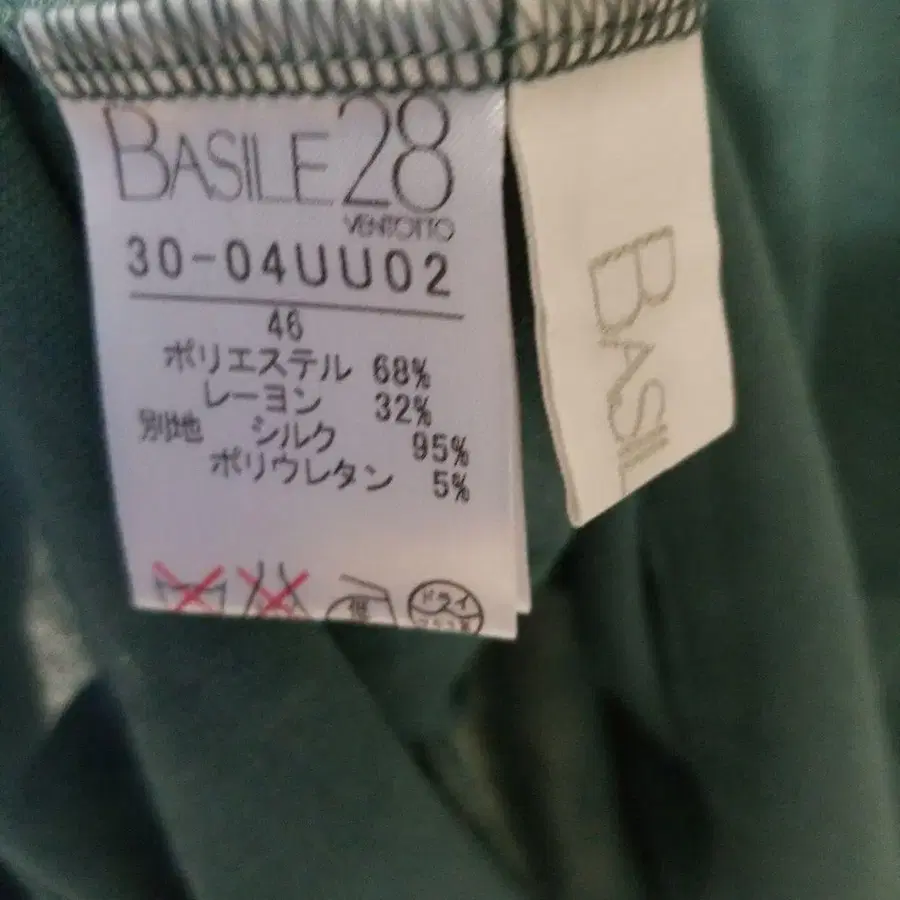 BASILE28
VENTOTTO
30-04UU02
46
ポリエステル 68%
レーヨン 32%
別地 シルク 95%
ポリウレタン 5%
低
ドライ
BASIL